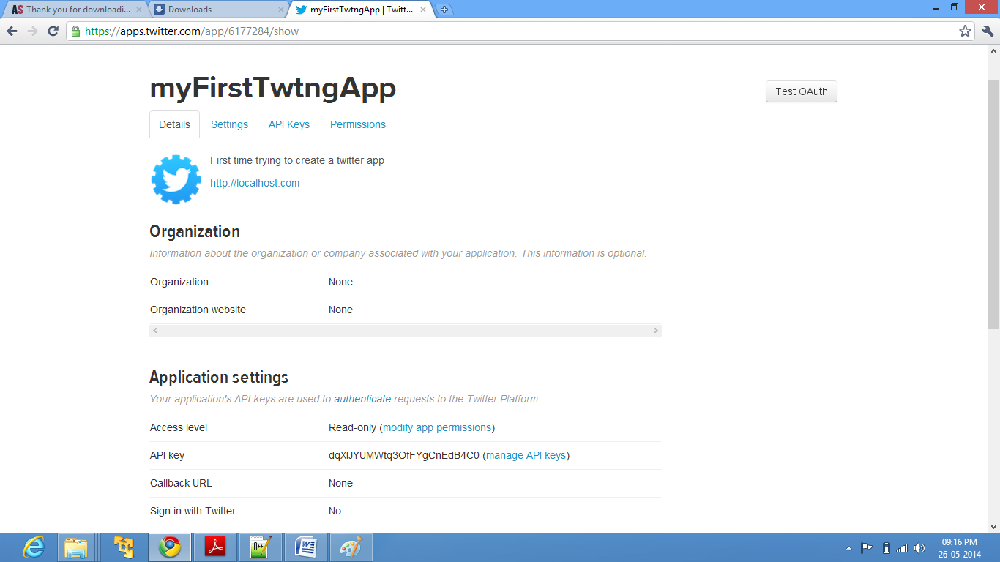 Thank you for downloadi...
Downloads
myFirstTwtngApp | Twitt...
https://apps.twitter.com/app/6177284/show
myFirstTwtngApp
Test OAuth
Details Settings API Keys Permissions
First time trying to create a twitter app
http://localhost.com
Organization
Information about the organization or company associated with your application. This information is optional.
Organization None
Organization website None
Application settings
Your application's API keys are used to authenticate requests to the Twitter Platform.
Access level Read-only (modify app permissions)
API key dqXlJYUMWtq3OfFYgCnEdB4C0 (manage API keys)
Callback URL None
Sign in with Twitter No
09:16 PM
26-05-2014